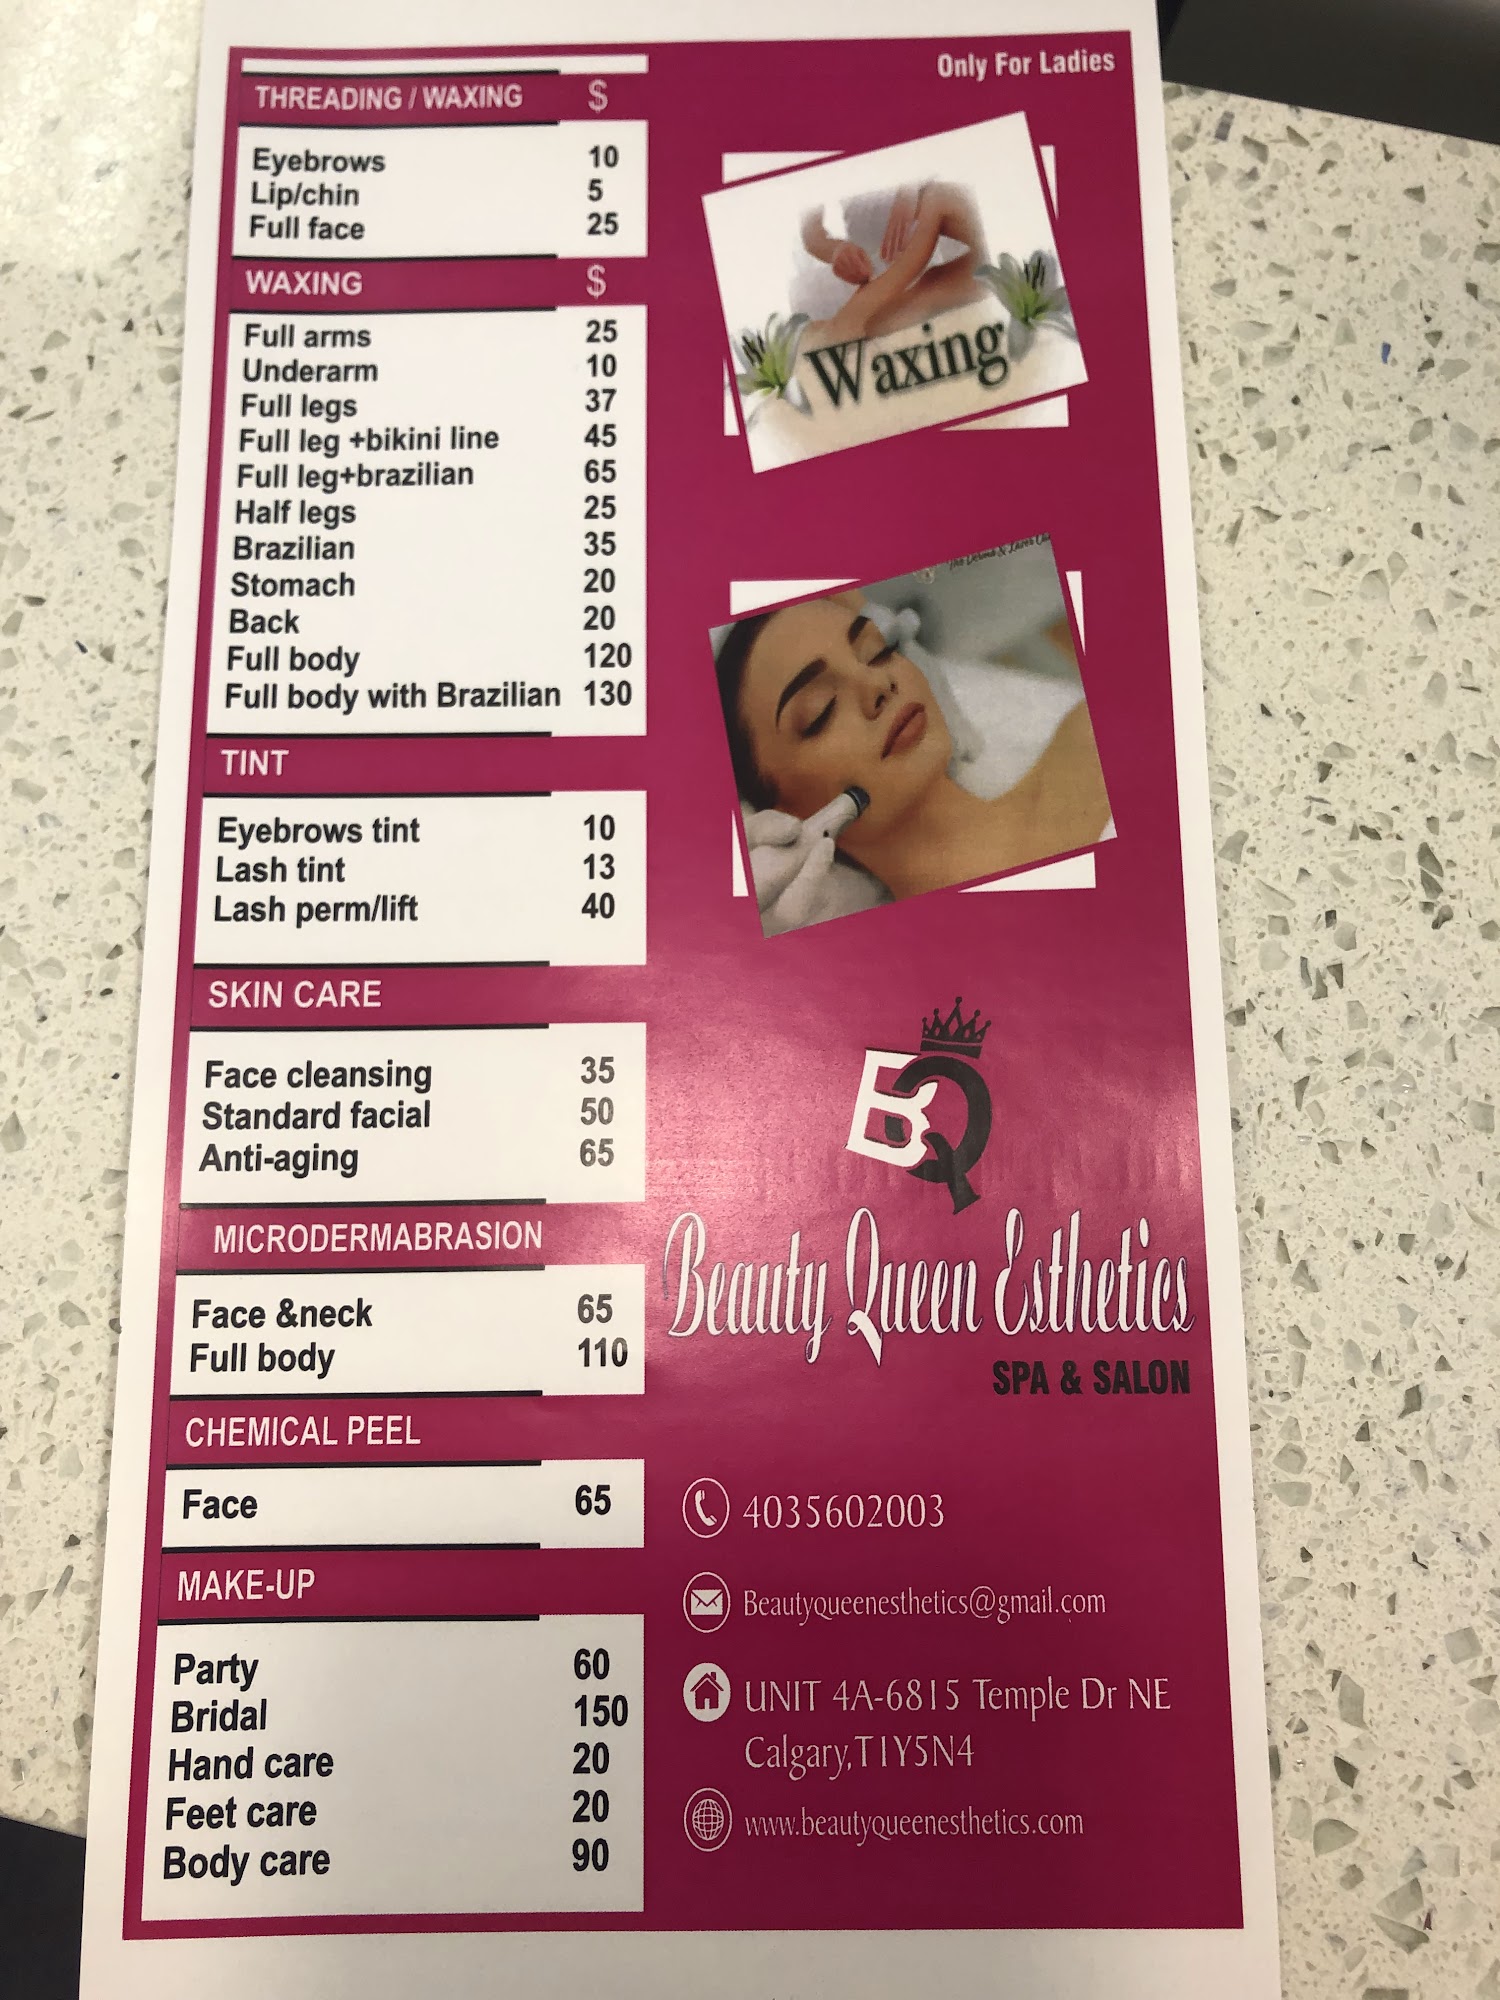 Only For Ladies
THREADING / WAXING $
Eyebrows 10
Lip/chin 5
Full face 25
WAXING $
Full arms 25
Underarm 10
Full legs 37
Full leg +bikini line 45
Full leg+brazilian 65
Half legs 25
Brazilian 35
Stomach 20
Back 20
Full body 120
Full body with Brazilian 130
TINT
Eyebrows tint 10
Lash tint 13
Lash perm/lift 40
SKIN CARE
Face cleansing 35
Standard facial 50
Anti-aging 65
MICRODERMABRASION
Face &neck 65
Full body 110
CHEMICAL PEEL
Face 65
MAKE-UP
Party 60
Bridal 150
Hand care 20
Feet care 20
Body care 90
Waxing
BQ
Beauty Queen Esthetics
SPA & SALON
4035602003
Beautyqueenesthetics@gmail.com
UNIT 4A-6815 Temple Dr NE
Calgary,T1Y5N4
www.beautyqueenesthetics.com